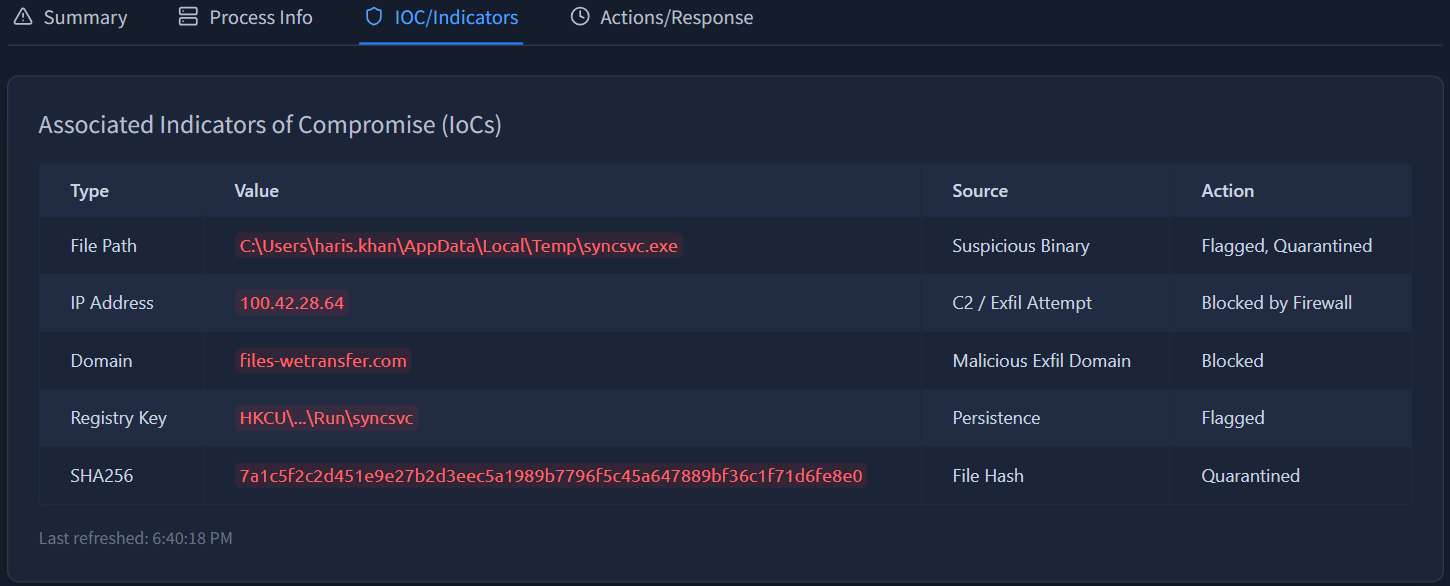 Summary Process Info IOC/Indicators Actions/Response
Associated Indicators of Compromise (IoCs)
Type Value Source Action
File Path C:\Users\haris.khan\AppData\Local\Temp\syncsvc.exe Suspicious Binary Flagged, Quarantined
IP Address 100.42.28.64 C2 / Exfil Attempt Blocked by Firewall
Domain files-wetransfer.com Malicious Exfil Domain Blocked
Registry Key HKCU\...\Run\syncsvc Persistence Flagged
SHA256 7a1c5f2c2d451e9e27b2d3eec5a1989b7796f5c45a647889bf36c1f71d6fe8e0 File Hash Quarantined
Last refreshed: 6:40:18 PM